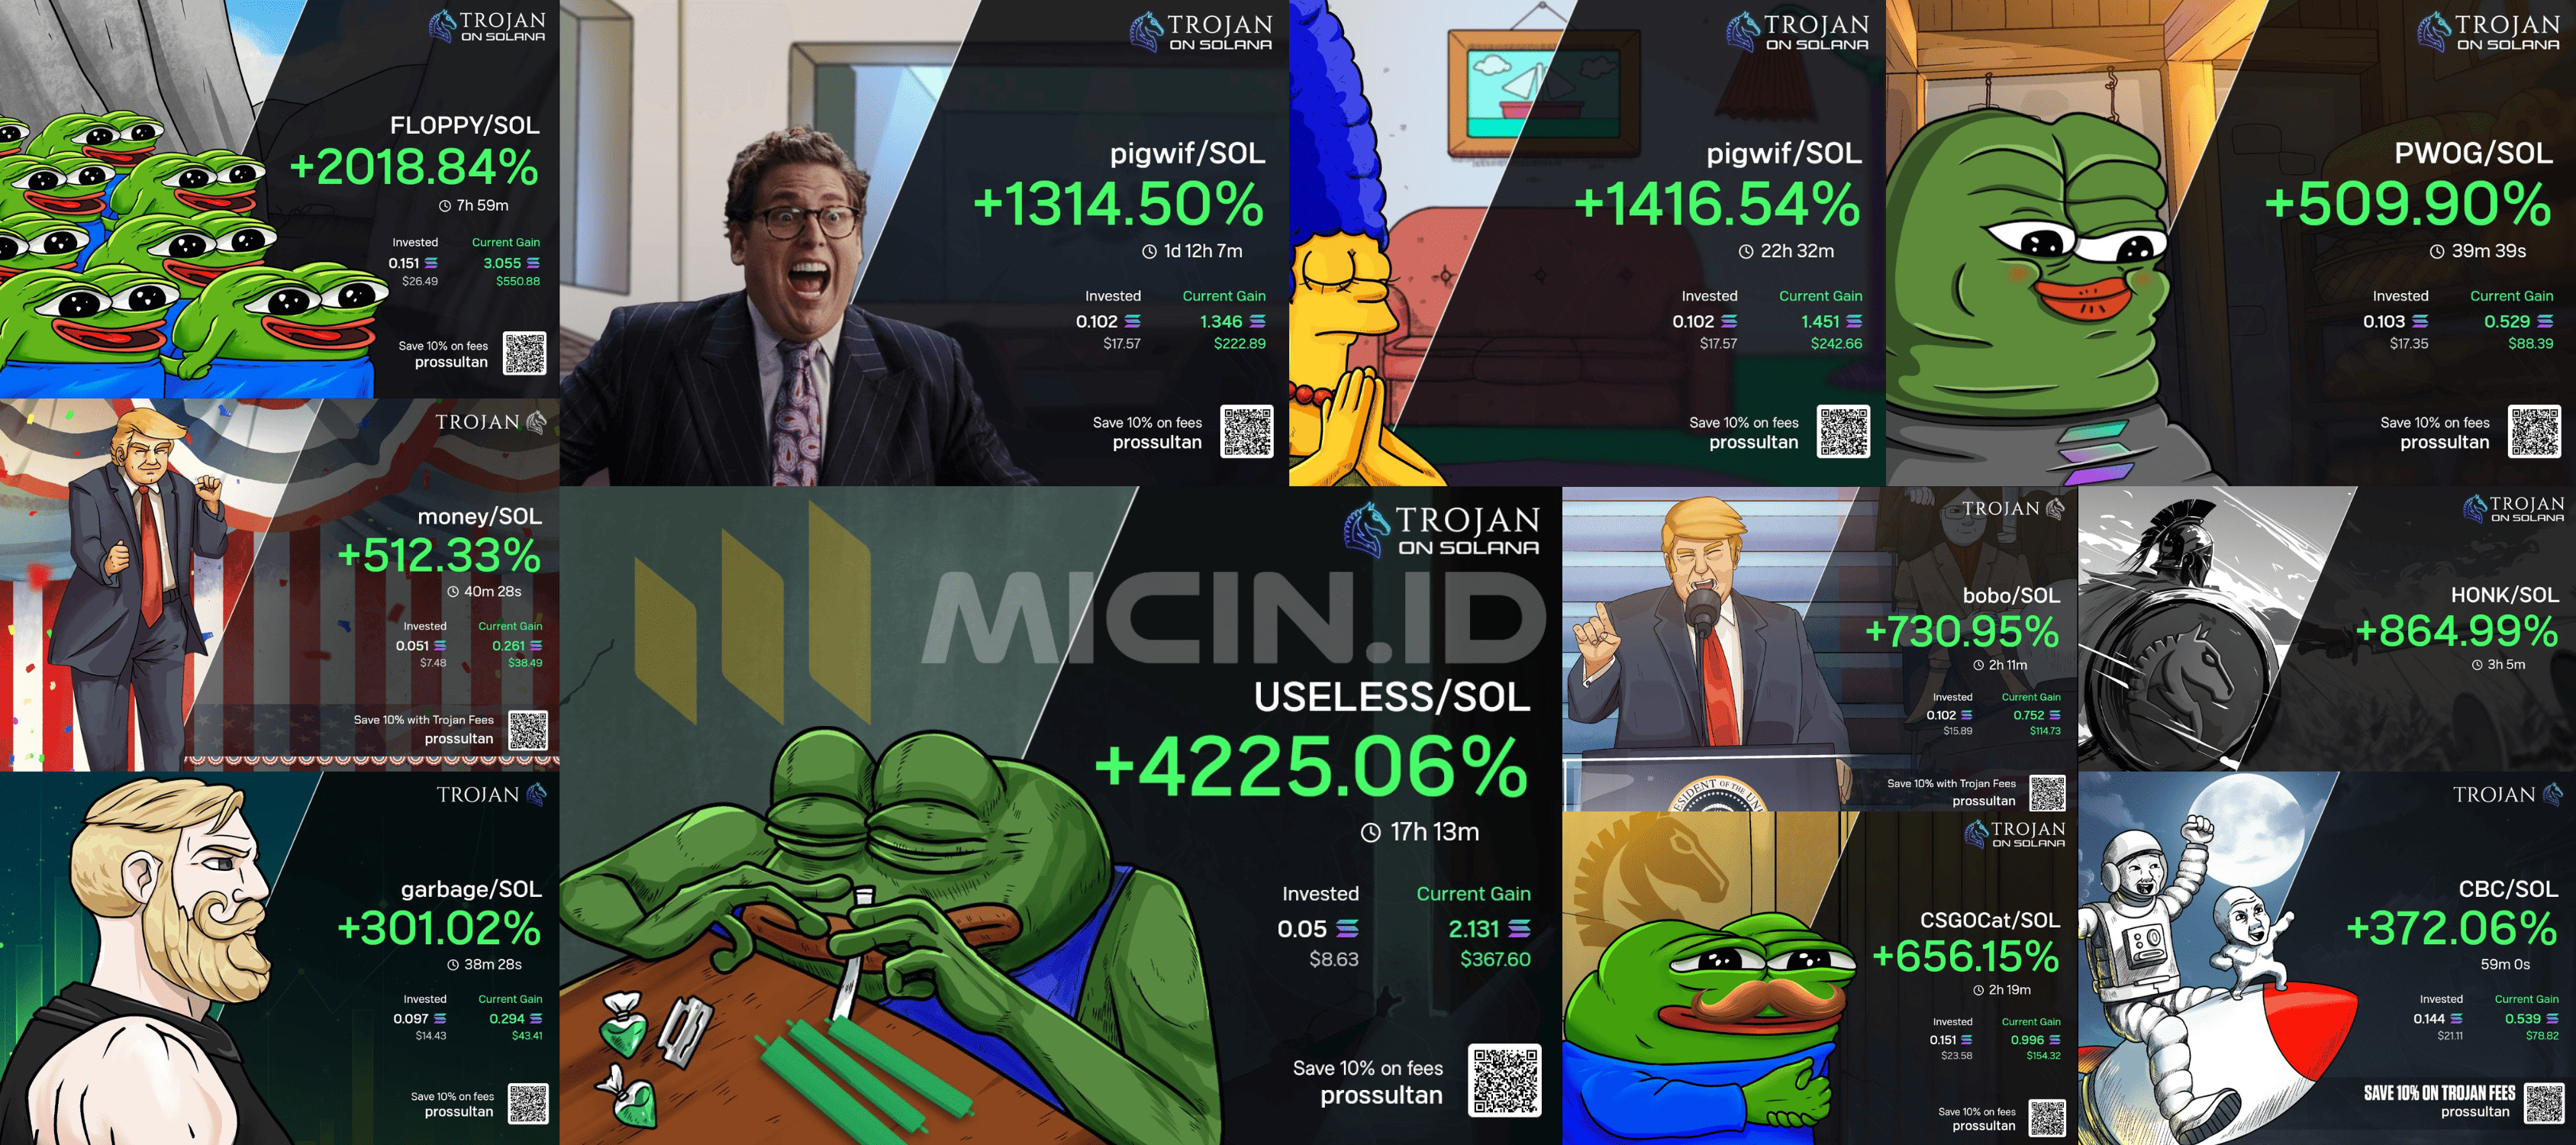 TROJAN
ON SOLANA
FLOPPY/SOL
+2018.84%
7h 59m
Invested Current Gain
0.151 3.055
$26.49 $550.88
Save 10% on fees
prossultan
TROJAN
ON SOLANA
pigwif/SOL
+1314.50%
1d 12h 7m
Invested Current Gain
0.102 1.346
$17.57 $222.89
Save 10% on fees
prossultan
TROJAN
ON SOLANA
pigwif/SOL
+1416.54%
22h 32m
Invested Current Gain
0.102 1.451
$17.57 $242.66
Save 10% on fees
prossultan
TROJAN
ON SOLANA
PWOG/SOL
+509.90%
39m 39s
Invested Current Gain
0.103 0.529
$17.35 $88.39
Save 10% on fees
prossultan
TROJAN
money/SOL
+512.33%
40m 28s
Invested Current Gain
0.051 0.261
$7.48 $38.49
Save 10% with Trojan Fees
prossultan
TROJAN
garbage/SOL
+301.02%
38m 28s
Invested Current Gain
0.097 0.294
$14.43 $43.41
Save 10% on fees
prossultan
TROJAN
ON SOLANA
MICIN.ID
USELESS/SOL
+4225.06%
17h 13m
Invested Current Gain
0.05 2.131
$8.63 $367.60
Save 10% on fees
prossultan
TROJAN
bobo/SOL
+730.95%
2h 11m
Invested Current Gain
0.102 0.752
$15.89 $114.73
Save 10% with Trojan Fees
prossultan
SIDENT OF THE UN
TROJAN
ON SOLANA
HONK/SOL
+864.99%
3h 5m
TROJAN
ON SOLANA
CSGOCat/SOL
+656.15%
2h 19m
Invested Current Gain
0.151 0.996
$23.58 $154.32
Save 10% on fees
prossultan
TROJAN
CBC/SOL
+372.06%
59m 0s
Invested Current Gain
0.144 0.539
$21.11 $78.82
SAVE 10% ON TROJAN FEES
prossultan